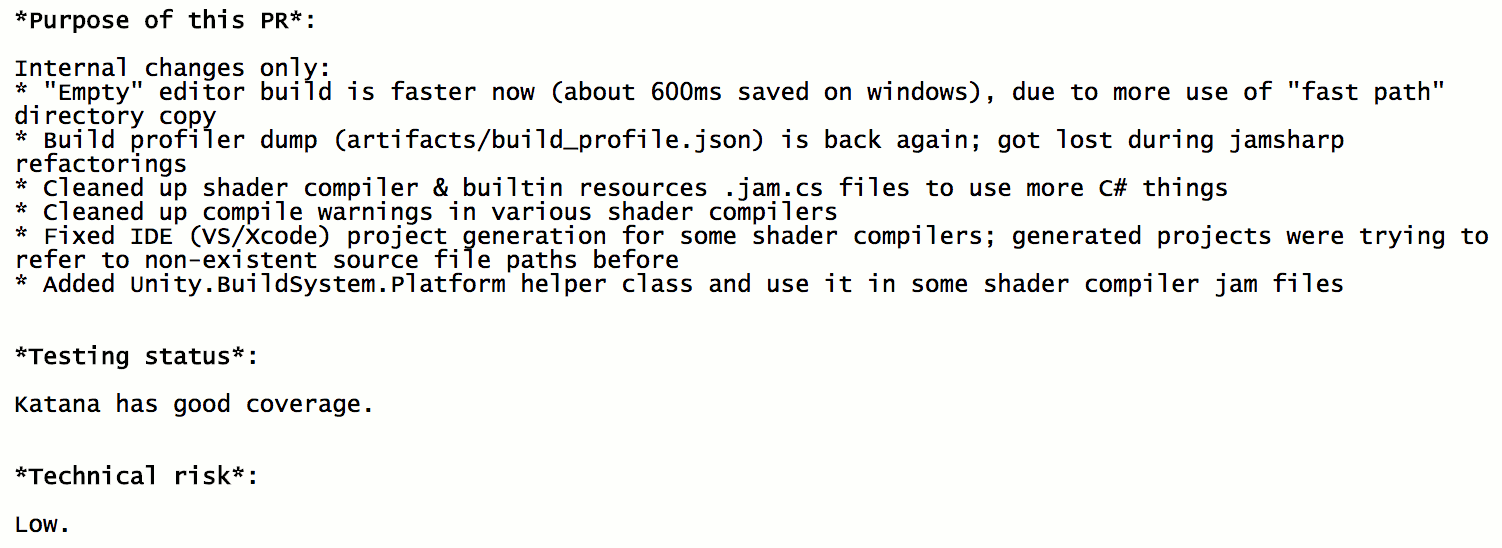 *Purpose of this PR*:
Internal changes only:
* "Empty" editor build is faster now (about 600ms saved on windows), due to more use of "fast path"
directory copy
* Build profiler dump (artifacts/build_profile.json) is back again; got lost during jamsharp
refactorings
* Cleaned up shader compiler & builtin resources .jam.cs files to use more C# things
* Cleaned up compile warnings in various shader compilers
* Fixed IDE (VS/Xcode) project generation for some shader compilers; generated projects were trying to
refer to non-existent source file paths before
* Added Unity.BuildSystem.Platform helper class and use it in some shader compiler jam files
*Testing status*:
Katana has good coverage.
*Technical risk*:
Low.